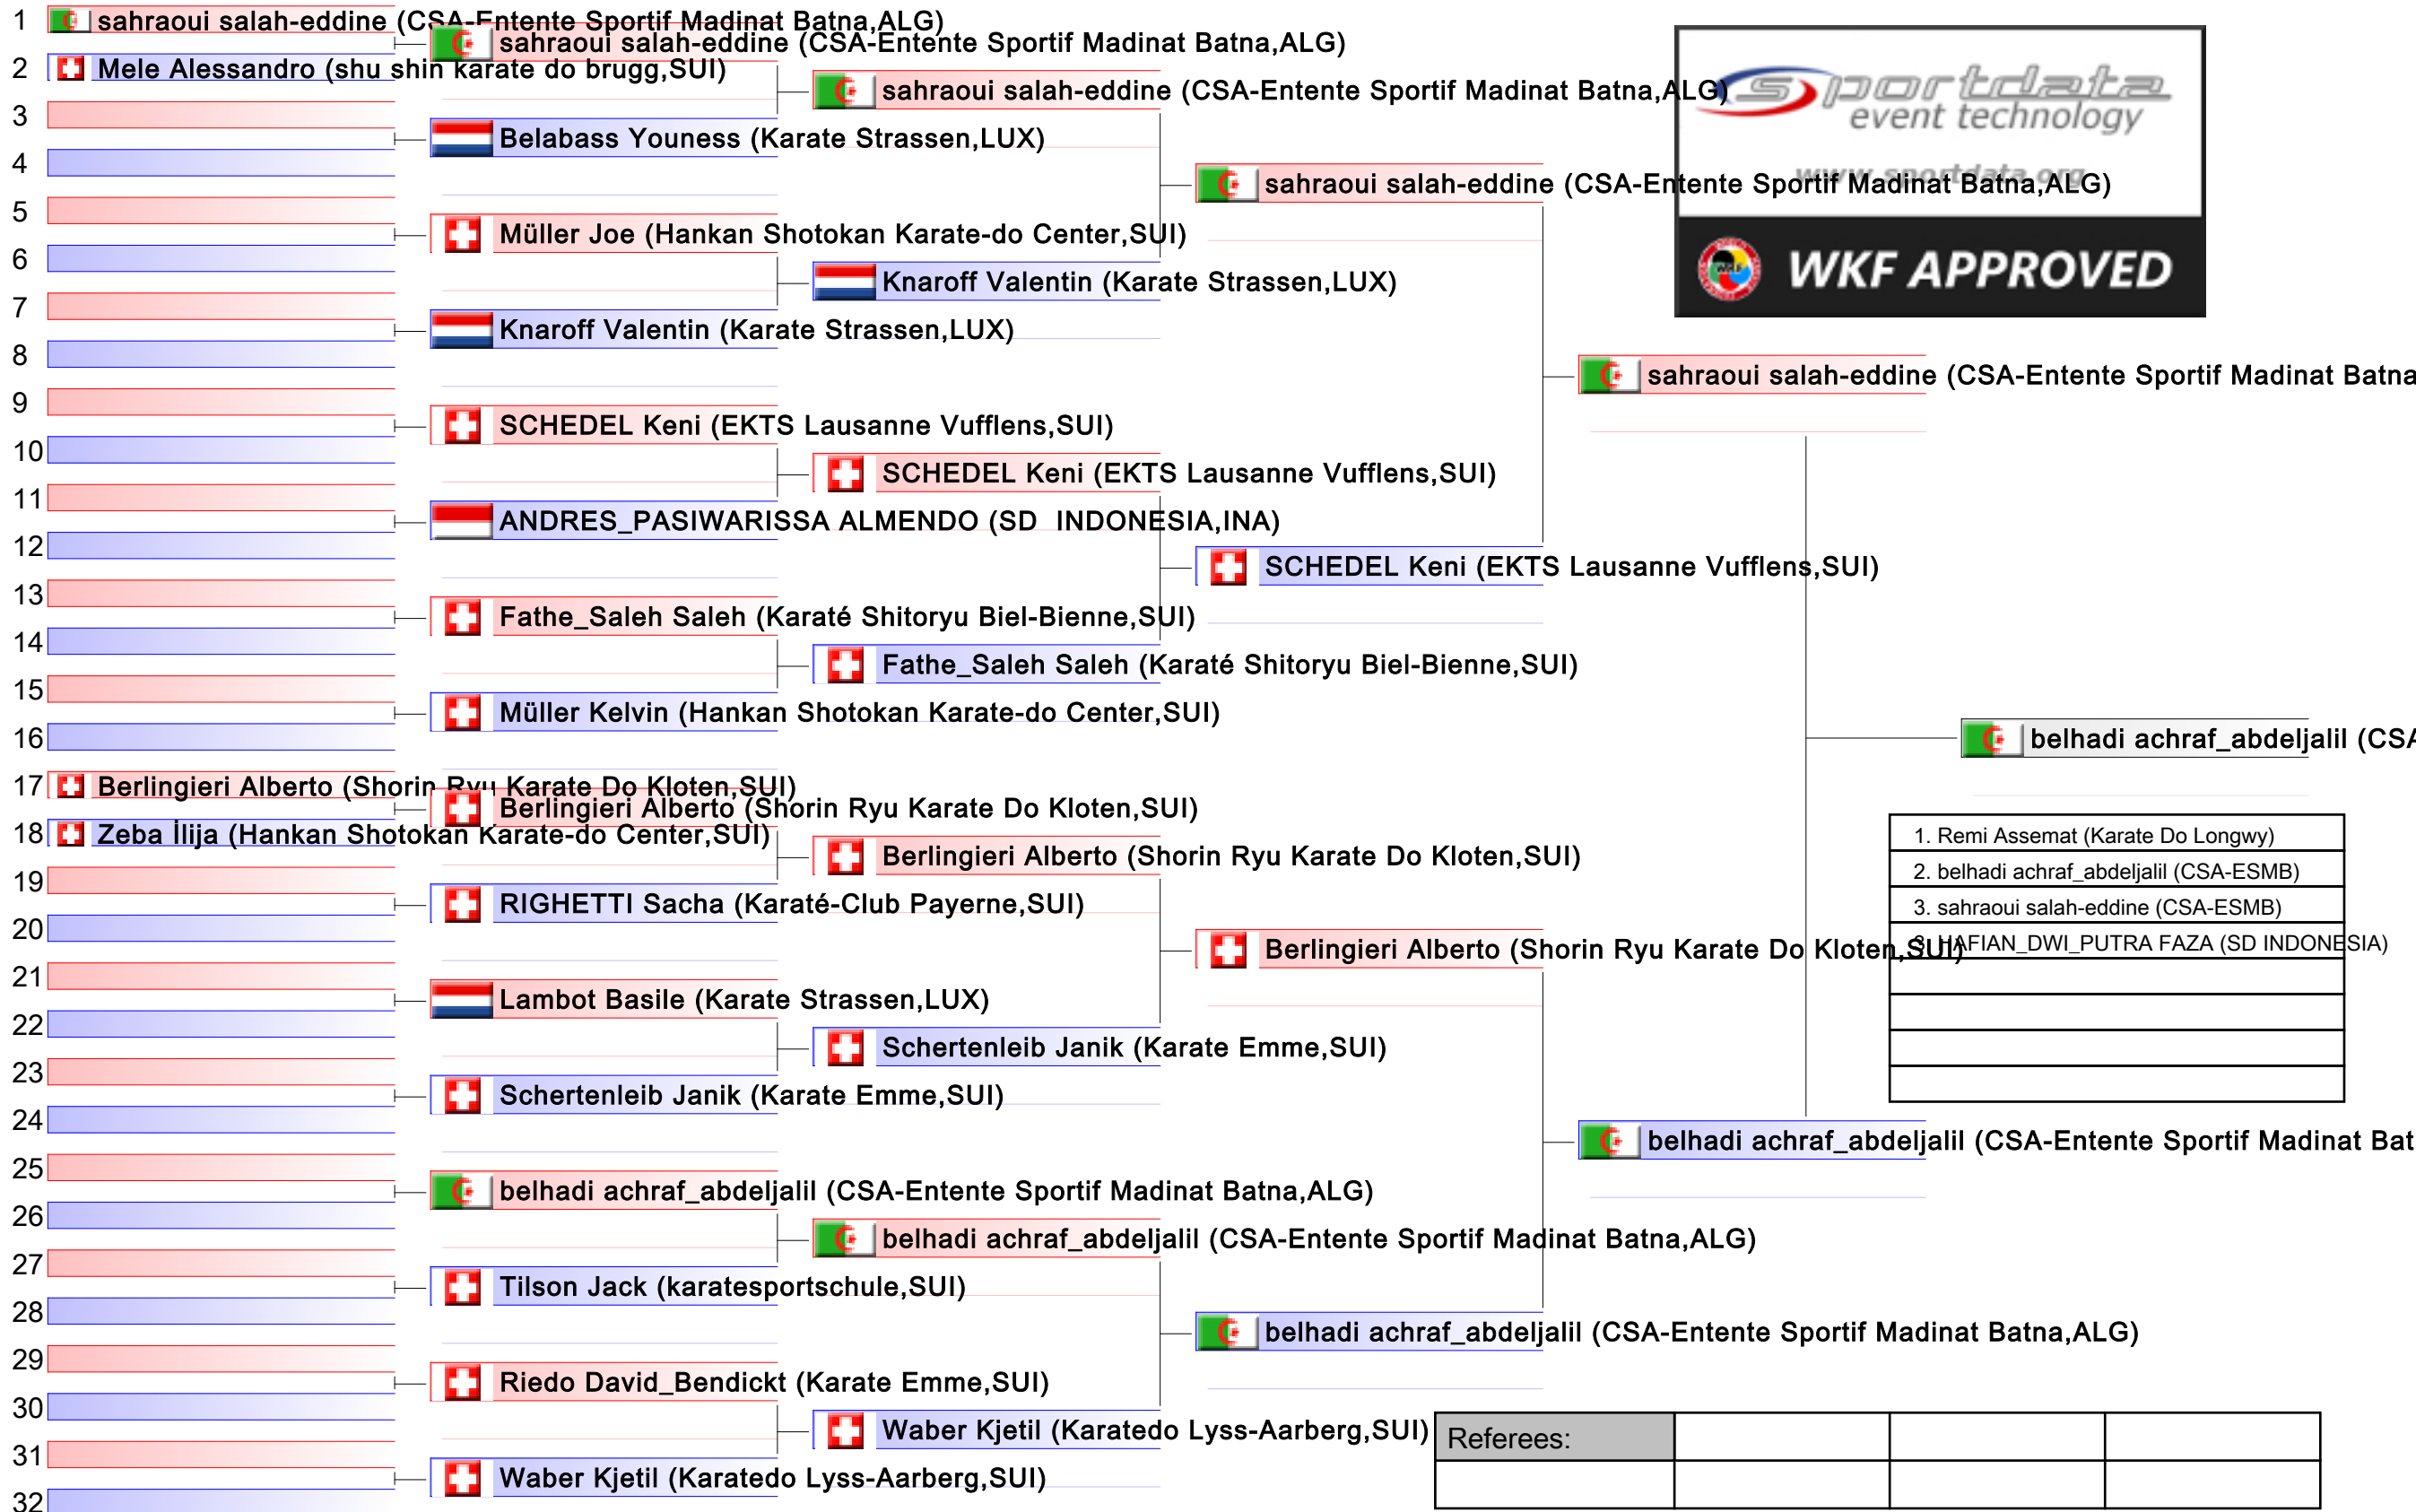 1 sahraoui salah-eddine (CSA-Entente Sportif Madinat Batna,ALG)
2 Mele Alessandro (shu shin karate do brugg,SUI)
3
4
5
6
7
8
9
10
11
12
13
14
15
16
17 Berlingieri Alberto (Shorin Ryu Karate Do Kloten,SUI)
18 Zeba İlija (Hankan Shotokan Karate-do Center,SUI)
19
20
21
22
23
24
25
26
27
28
29
30
31
32
sahraoui salah-eddine (CSA-Entente Sportif Madinat Batna,ALG)
Belabass Youness (Karate Strassen,LUX)
Müller Joe (Hankan Shotokan Karate-do Center,SUI)
Knaroff Valentin (Karate Strassen,LUX)
SCHEDEL Keni (EKTS Lausanne Vufflens,SUI)
ANDRES_PASIWARISSA ALMENDO (SD INDONESIA,INA)
Fathe_Saleh Saleh (Karaté Shitoryu Biel-Bienne,SUI)
Müller Kelvin (Hankan Shotokan Karate-do Center,SUI)
Berlingieri Alberto (Shorin Ryu Karate Do Kloten,SUI)
RIGHETTI Sacha (Karaté-Club Payerne,SUI)
Lambot Basile (Karate Strassen,LUX)
Schertenleib Janik (Karate Emme,SUI)
belhadi achraf_abdeljalil (CSA-Entente Sportif Madinat Batna,ALG)
Tilson Jack (karatesportschule,SUI)
Riedo David_Bendickt (Karate Emme,SUI)
Waber Kjetil (Karatedo Lyss-Aarberg,SUI)
sahraoui salah-eddine (CSA-Entente Sportif Madinat Batna,ALG)
Knaroff Valentin (Karate Strassen,LUX)
SCHEDEL Keni (EKTS Lausanne Vufflens,SUI)
Fathe_Saleh Saleh (Karaté Shitoryu Biel-Bienne,SUI)
Berlingieri Alberto (Shorin Ryu Karate Do Kloten,SUI)
Schertenleib Janik (Karate Emme,SUI)
belhadi achraf_abdeljalil (CSA-Entente Sportif Madinat Batna,ALG)
Waber Kjetil (Karatedo Lyss-Aarberg,SUI)
sahraoui salah-eddine (CSA-Entente Sportif Madinat Batna,ALG)
SCHEDEL Keni (EKTS Lausanne Vufflens,SUI)
Berlingieri Alberto (Shorin Ryu Karate Do Kloten,SUI)
belhadi achraf_abdeljalil (CSA-Entente Sportif Madinat Batna,ALG)
sahraoui salah-eddine (CSA-Entente Sportif Madinat Batna
belhadi achraf_abdeljalil (CSA-Entente Sportif Madinat Bat
belhadi achraf_abdeljalil (CSA
sportdata
event technology
www.sportdata.org
WKF APPROVED
1. Remi Assemat (Karate Do Longwy)
2. belhadi achraf_abdeljalil (CSA-ESMB)
3. sahraoui salah-eddine (CSA-ESMB)
3. HAFIAN_DWI_PUTRA FAZA (SD INDONESIA)
Referees: